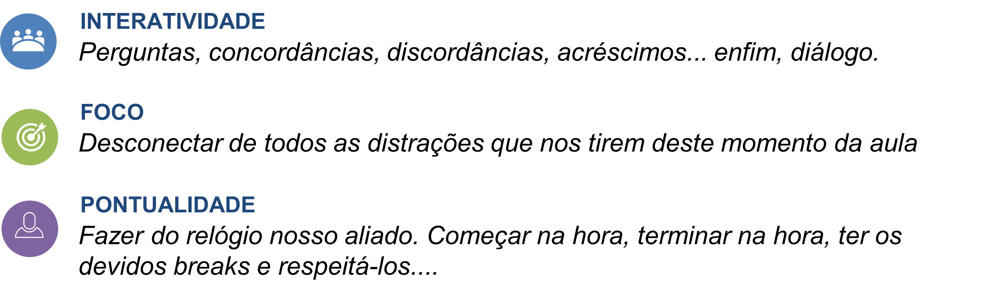 INTERATIVIDADE
Perguntas, concordâncias, discordâncias, acréscimos... enfim, diálogo.
FOCO
Desconectar de todos as distrações que nos tirem deste momento da aula
PONTUALIDADE
Fazer do relógio nosso aliado. Começar na hora, terminar na hora, ter os
devidos breaks e respeitá-los....